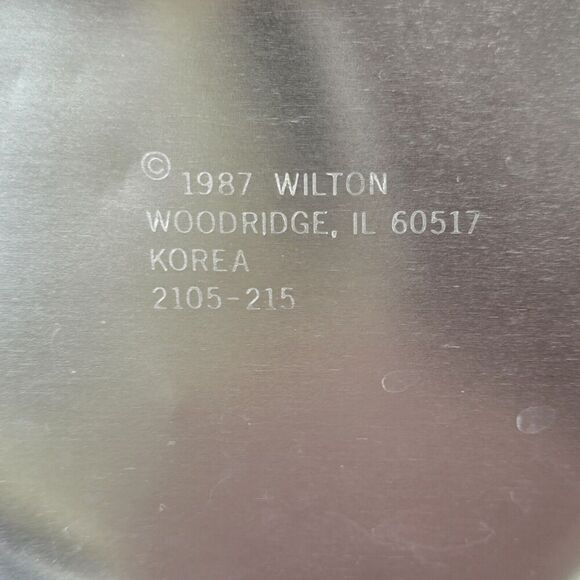 © 1987 WILTON
WOODRIDGE, IL 60517
KOREA
2105-215